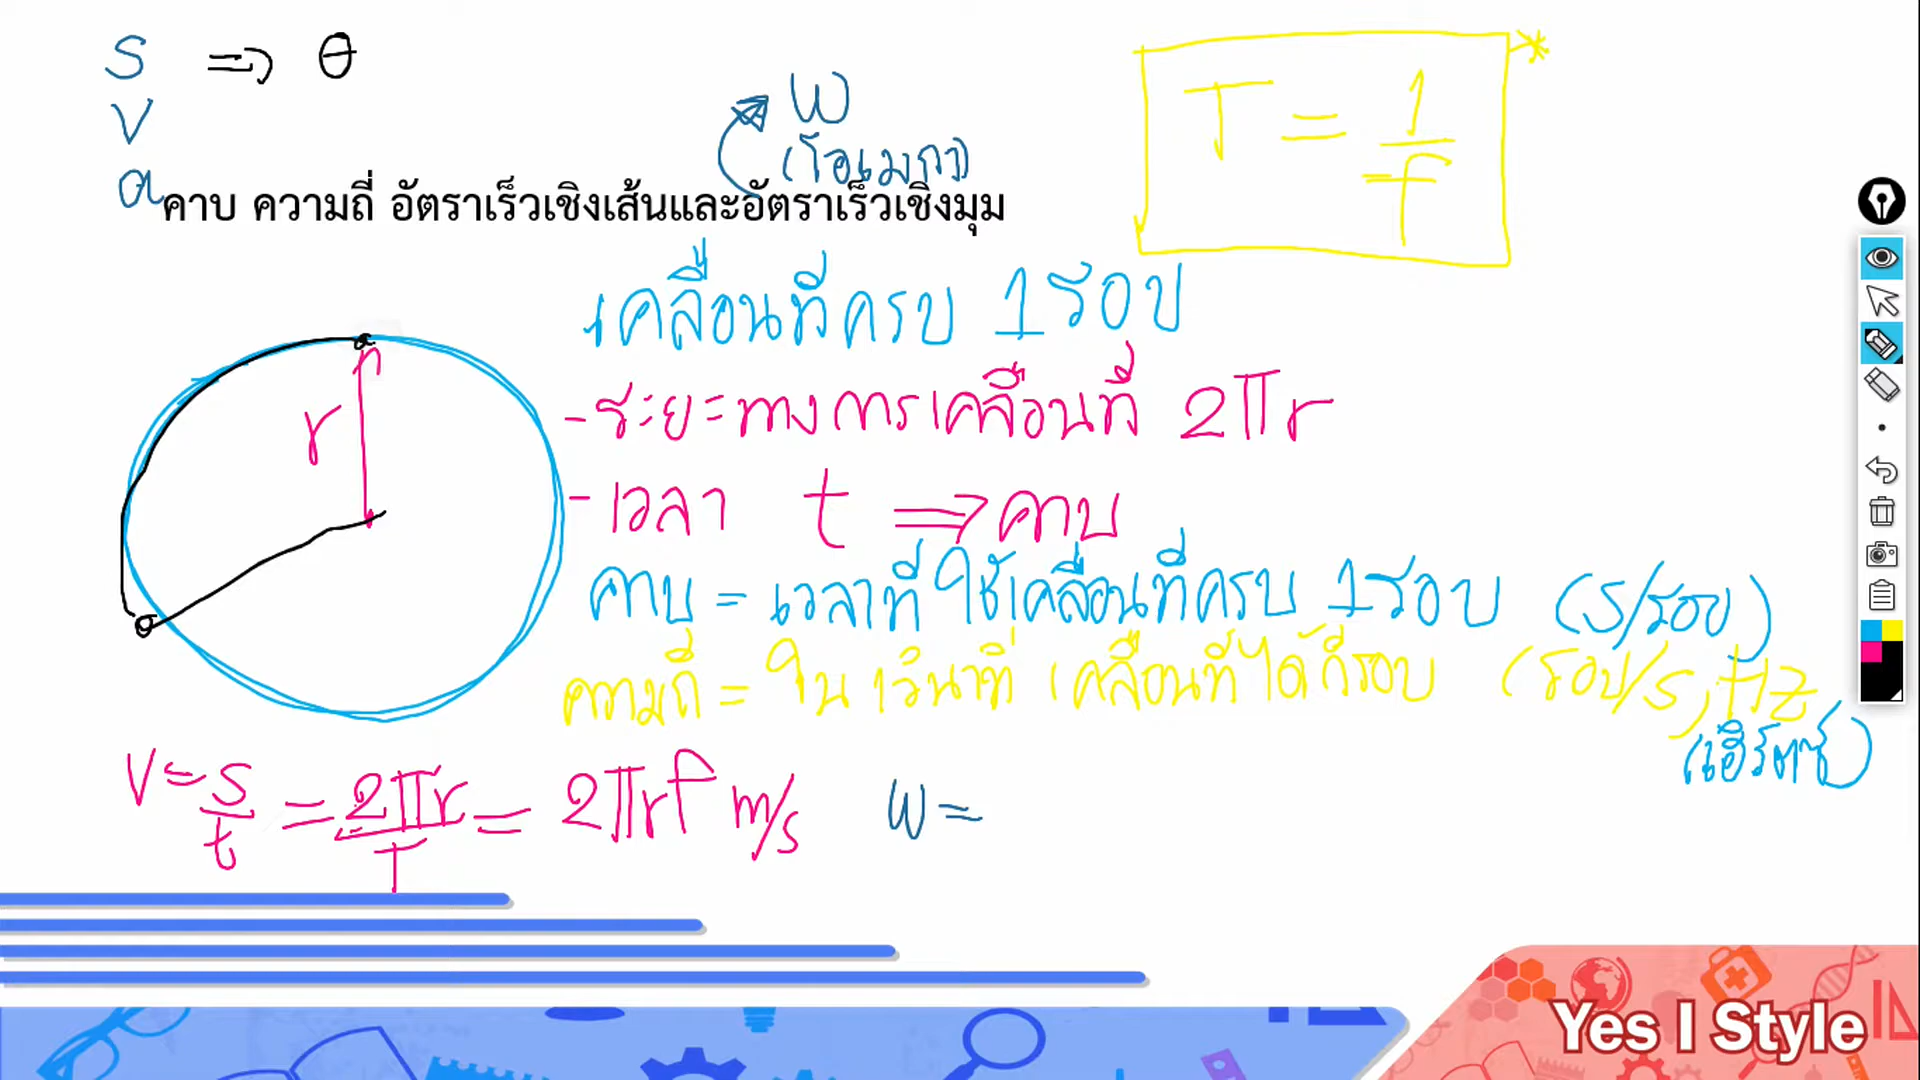 S ⇒ θ
V
a
ω
(โอเมกา)
T = 1/f
คาบ ความถี่ อัตราเร็วเชิงเส้นและอัตราเร็วเชิงมุม
เคลื่อนที่ครบ 1 รอบ
r
- ระยะทางการเคลื่อนที่ 2πr
- เวลา t ⇒ คาบ
คาบ = เวลาที่ใช้เคลื่อนที่ครบ 1 รอบ (s/รอบ)
ความถี่ = ใน 1 วินาที เคลื่อนที่ได้กี่รอบ (รอบ/s, Hz
(เฮิรตซ์)
V = s/t = 2πr/T = 2πrf m/s ω =
Yes I Style